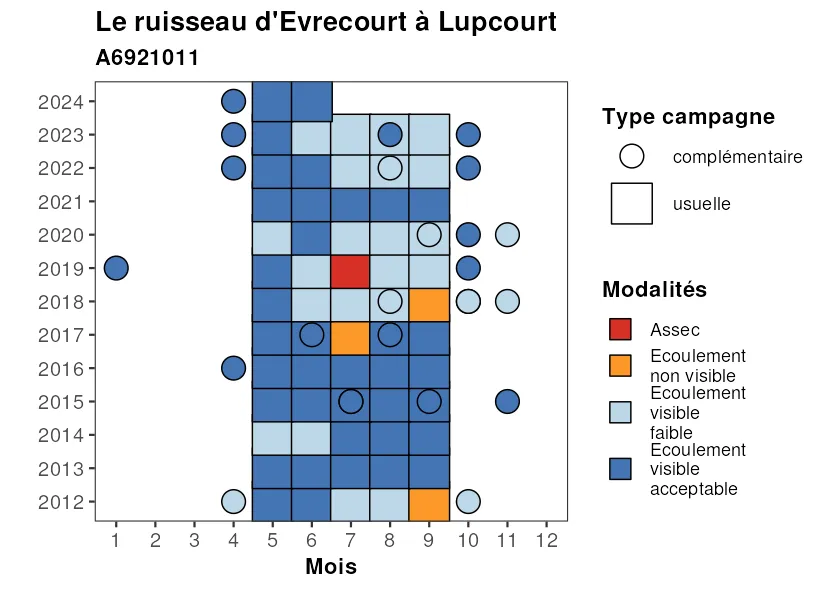 Le ruisseau d'Evrecourt à Lupcourt
A6921011
2024
2023
2022
2021
2020
2019
2018
2017
2016
2015
2014
2013
2012
1 2 3 4 5 6 7 8 9 10 11 12
Mois
Type campagne
complémentaire
usuelle
Modalités
Assec
Ecoulement
non visible
Ecoulement
visible
faible
Ecoulement
visible
acceptable